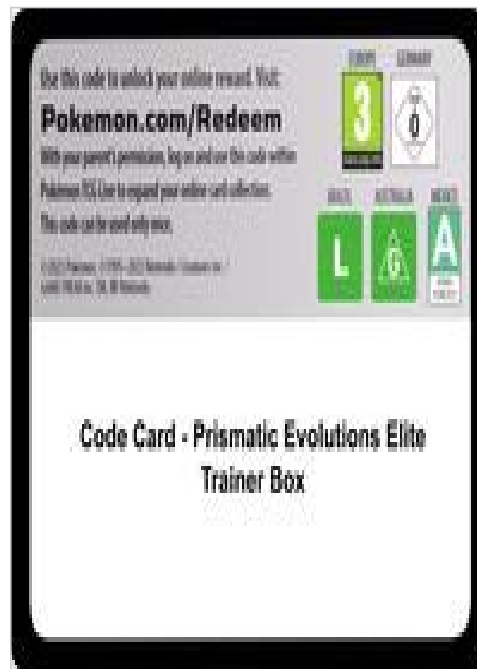 Use this code to unlock your online reward. Visit:
Pokemon.com/Redeem
With your parent's permission, log on and use this code within
Pokémon TCG Live to expand your online card collection.
This code can be used only once.
EUROPE GERMANY
3
0
BRAZIL AUSTRALIA MEXICO
L
G
A
Code Card - Prismatic Evolutions Elite
Trainer Box